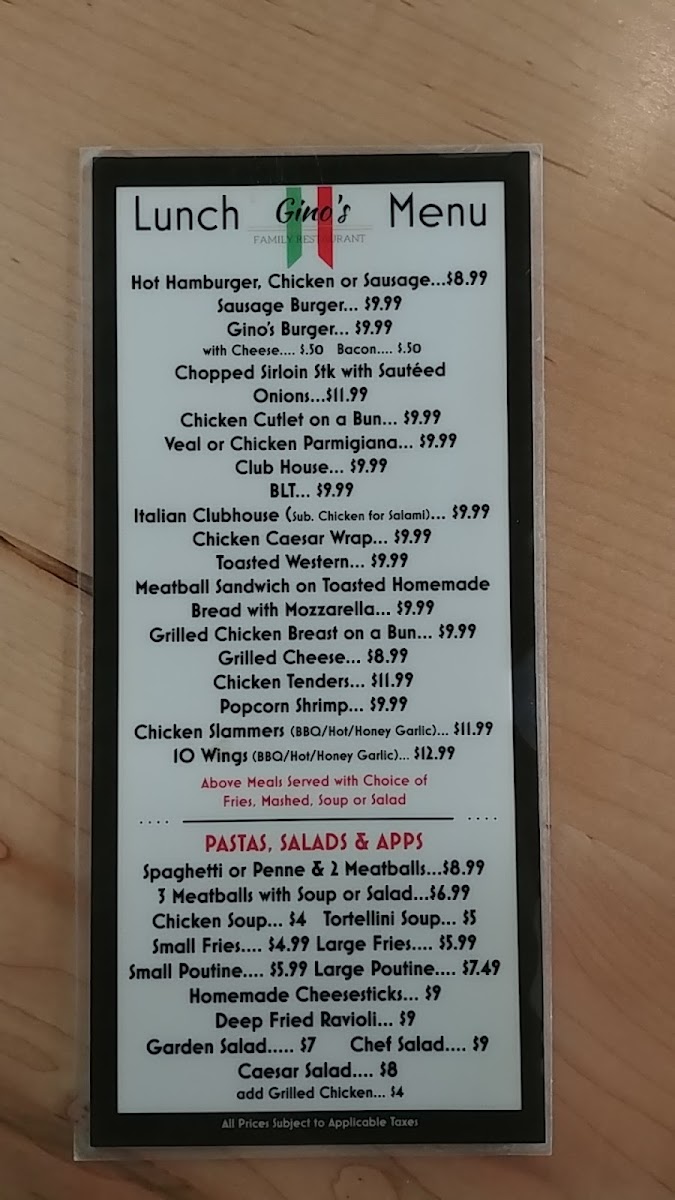 Lunch Gino's Menu
FAMILY RESTAURANT
Hot Hamburger, Chicken or Sausage...$8.99
Sausage Burger... $9.99
Gino's Burger... $9.99
with Cheese.... $.50 Bacon.... $.50
Chopped Sirloin Stk with Sautéed
Onions...$11.99
Chicken Cutlet on a Bun... $9.99
Veal or Chicken Parmigiana... $9.99
Club House... $9.99
BLT... $9.99
Italian Clubhouse (Sub. Chicken for Salami)... $9.99
Chicken Caesar Wrap... $9.99
Toasted Western... $9.99
Meatball Sandwich on Toasted Homemade
Bread with Mozzarella... $9.99
Grilled Chicken Breast on a Bun... $9.99
Grilled Cheese... $8.99
Chicken Tenders... $11.99
Popcorn Shrimp... $9.99
Chicken Slammers (BBQ/Hot/Honey Garlic)... $11.99
10 Wings (BBQ/Hot/Honey Garlic)... $12.99
Above Meals Served with Choice of
Fries, Mashed, Soup or Salad
PASTAS, SALADS & APPS
Spaghetti or Penne & 2 Meatballs...$8.99
3 Meatballs with Soup or Salad...$6.99
Chicken Soup... $4 Tortellini Soup... $5
Small Fries.... $4.99 Large Fries.... $5.99
Small Poutine.... $5.99 Large Poutine.... $7.49
Homemade Cheesesticks... $9
Deep Fried Ravioli... $9
Garden Salad..... $7 Chef Salad.... $9
Caesar Salad.... $8
add Grilled Chicken... $4
All Prices Subject to Applicable Taxes